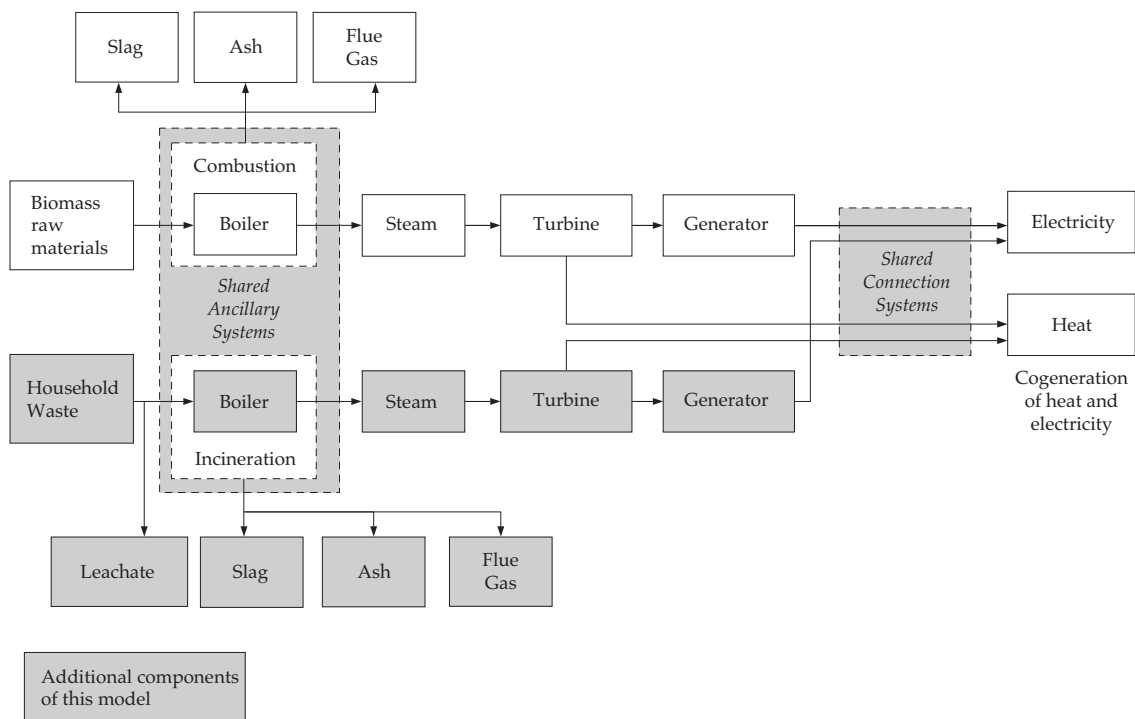 Slag
Ash
Flue
Gas
Combustion
Biomass
raw
materials
Boiler
Steam
Turbine
Generator
Electricity
Shared
Ancillary
Systems
Shared
Connection
Systems
Heat
Household
Waste
Boiler
Steam
Turbine
Generator
Cogeneration
of heat and
electricity
Incineration
Leachate
Slag
Ash
Flue
Gas
Additional components
of this model